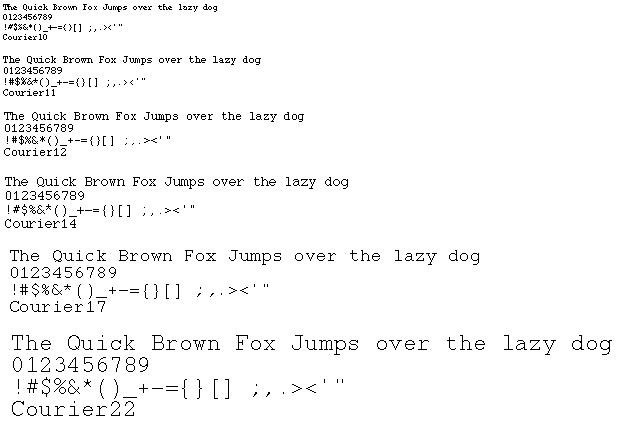 The Quick Brown Fox Jumps over the lazy dog
0123456789
!#$%&*()_+-={}[] ;,.><'"
Courier10
The Quick Brown Fox Jumps over the lazy dog
0123456789
!#$%&*()_+-={}[] ;,.><'"
Courier11
The Quick Brown Fox Jumps over the lazy dog
0123456789
!#$%&*()_+-={}[] ;,.><'"
Courier12
The Quick Brown Fox Jumps over the lazy dog
0123456789
!#$%&*()_+-={}[] ;,.><'"
Courier14
The Quick Brown Fox Jumps over the lazy dog
0123456789
!#$%&*()_+-={}[] ;,.><'"
Courier17
The Quick Brown Fox Jumps over the lazy dog
0123456789
!#$%&*()_+-={}[] ;,.><'"
Courier22